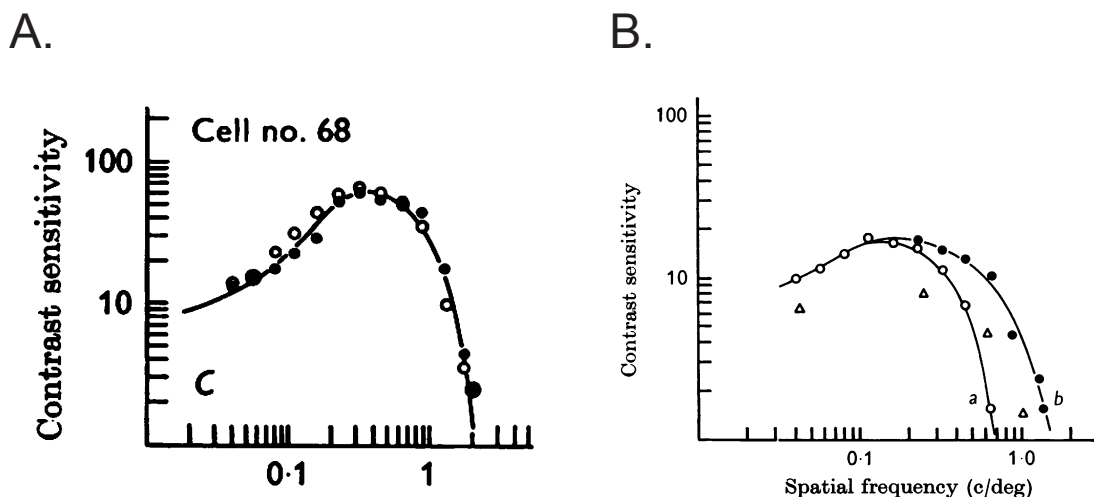 A.
B.
Cell no. 68
100
10
Contrast sensitivity
C
0·1
1
100
10
Contrast sensitivity
a
b
0·1
1·0
Spatial frequency (c/deg)